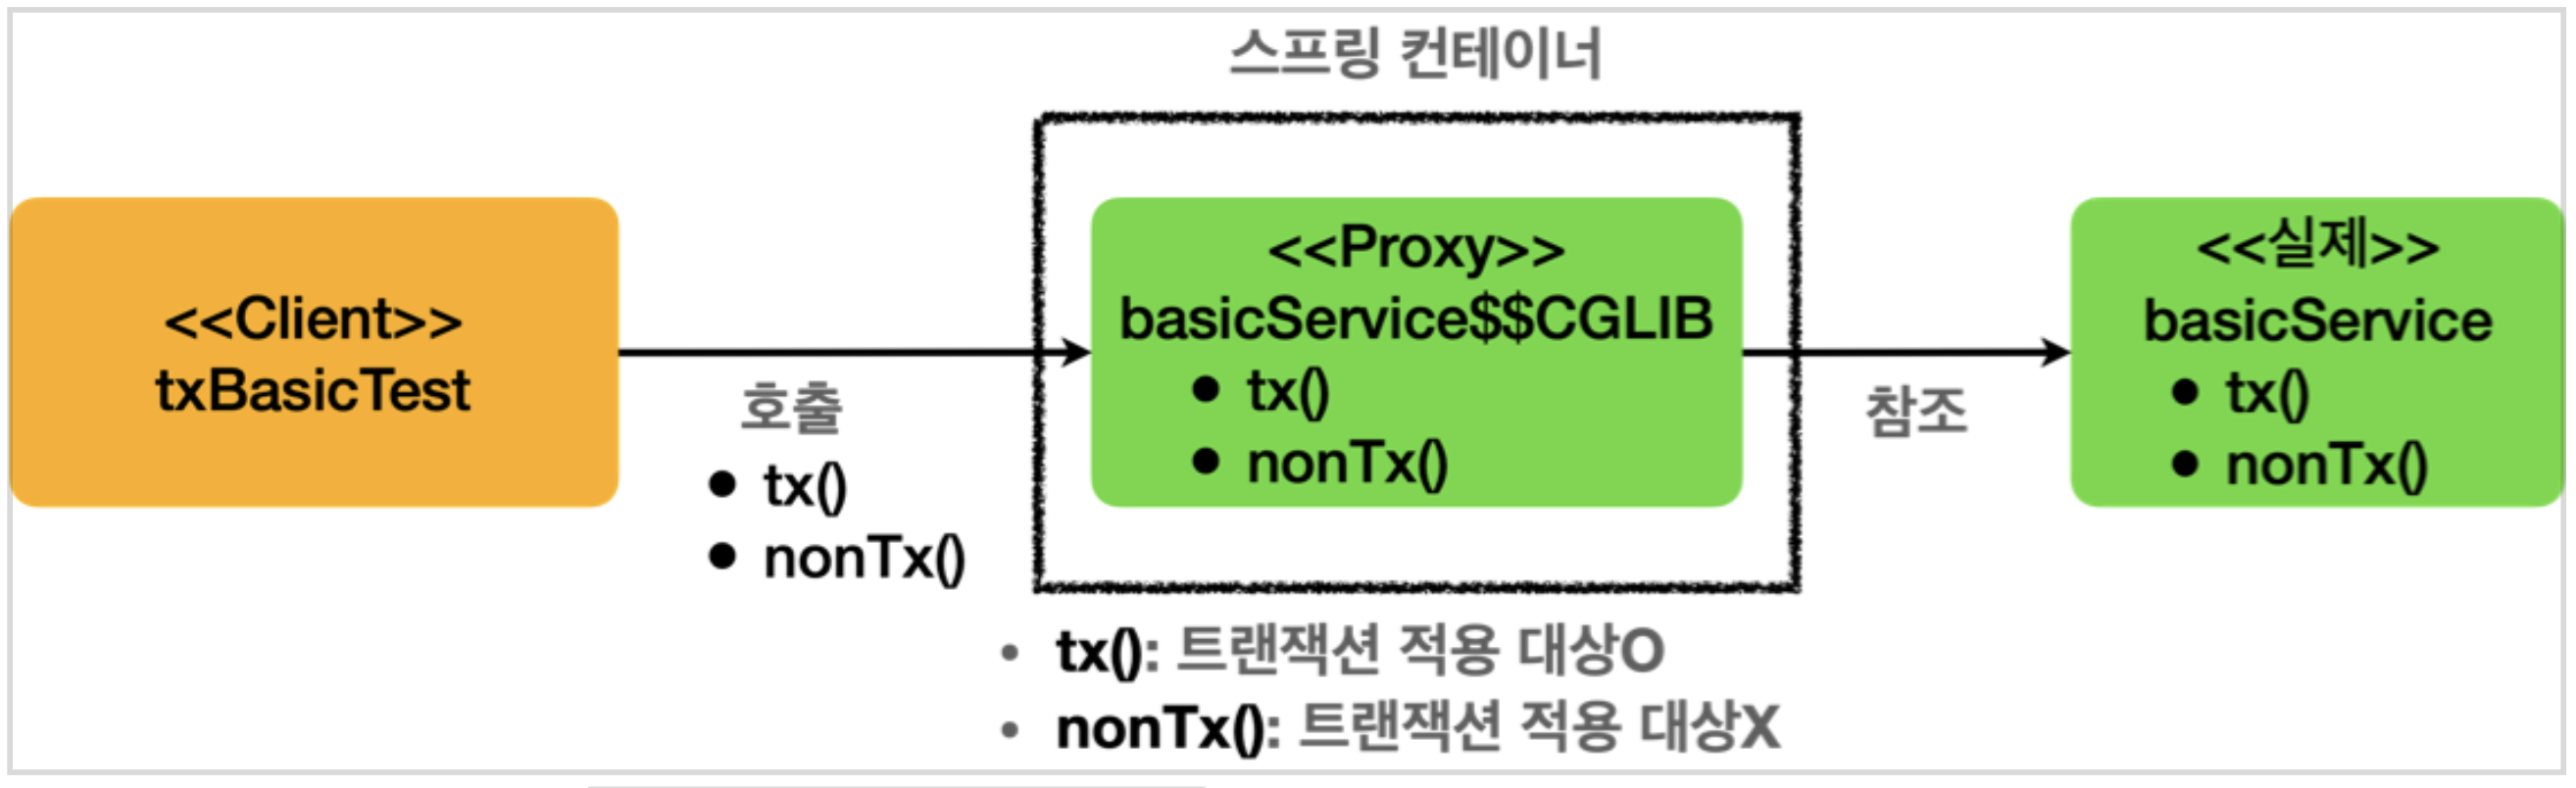 스프링 컨테이너
<<Client>>
txBasicTest
호출
● tx()
● nonTx()
<<Proxy>>
basicService$$CGLIB
● tx()
● nonTx()
참조
<<실제>>
basicService
● tx()
● nonTx()
• tx(): 트랜잭션 적용 대상O
• nonTx(): 트랜잭션 적용 대상X